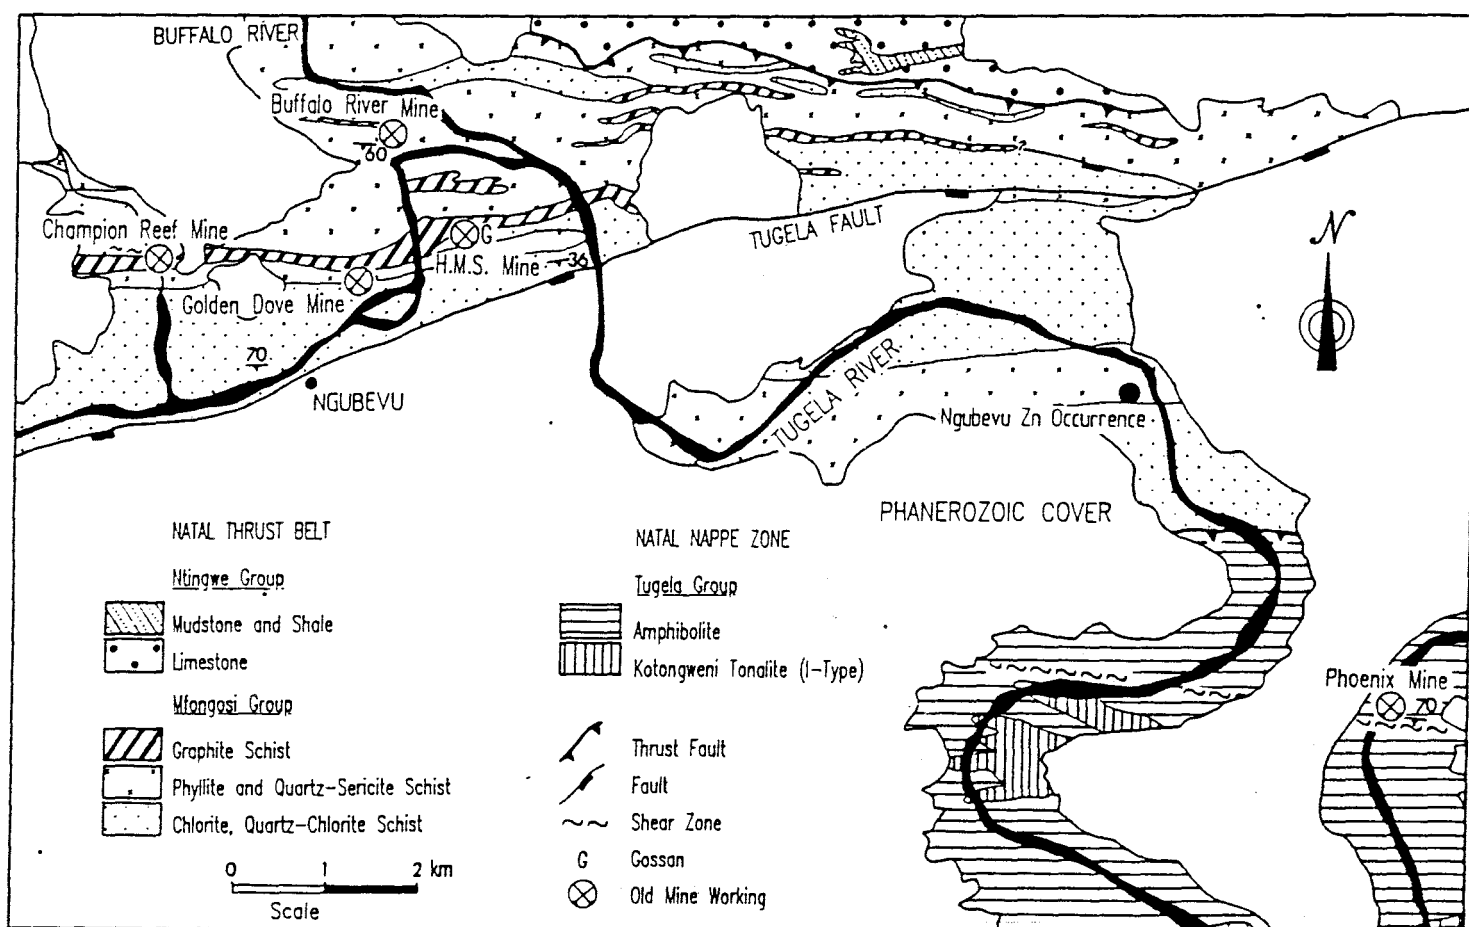 BUFFALO RIVER
Buffalo River Mine
60
?
Champion Reef Mine
G
H.M.S. Mine
36
TUGELA FAULT
N
Golden Dove Mine
70
NGUBEVU
TUGELA RIVER
Ngubevu Zn Occurrence
PHANEROZOIC COVER
NATAL THRUST BELT
Ntingwe Group
Mudstone and Shale
Limestone
Mfongosi Group
Graphite Schist
Phyllite and Quartz-Sericite Schist
Chlorite, Quartz-Chlorite Schist
0 1 2 km
Scale
NATAL NAPPE ZONE
Tugela Group
Amphibolite
Kotongweni Tonalite (I-Type)
Thrust Fault
Fault
Shear Zone
G Gossan
Old Mine Working
Phoenix Mine
70